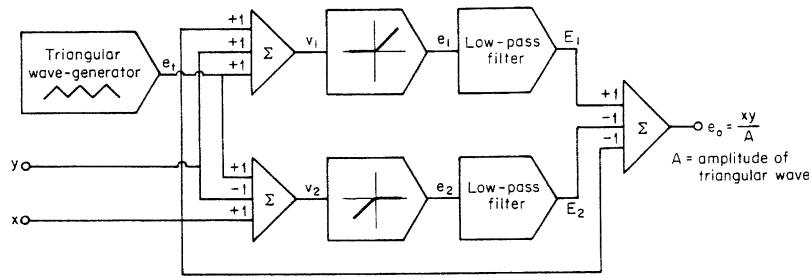 Triangular
wave-generator
e_t
+1
+1
+1
Σ
v_1
e_1
Low-pass
filter
E_1
y
x
+1
-1
+1
Σ
v_2
e_2
Low-pass
filter
E_2
+1
-1
-1
Σ
e_o = xy/A
A = amplitude of
triangular wave